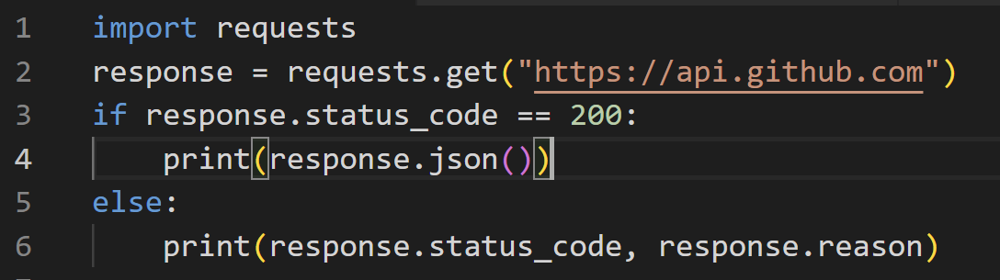 1 import requests
2 response = requests.get("https://api.github.com")
3 if response.status_code == 200:
4     print(response.json())
5 else:
6     print(response.status_code, response.reason)